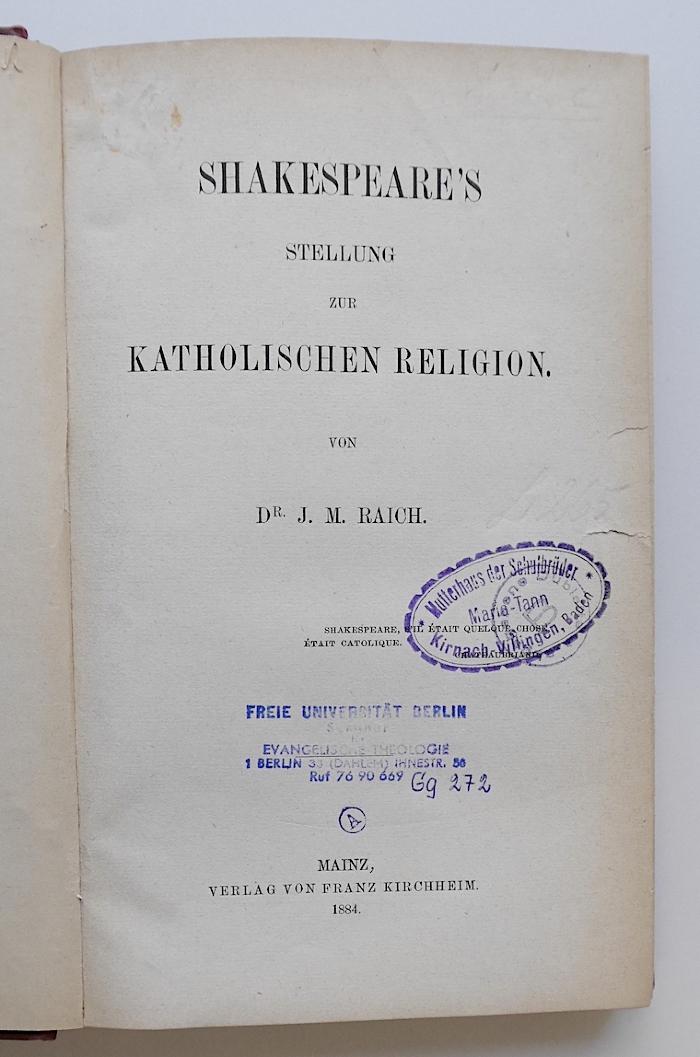 SHAKESPEARE'S
STELLUNG
ZUR
KATHOLISCHEN RELIGION.
VON
DR. J. M. RAICH.
* Mutterhaus der Schulbrüder *
Maria-Tann
Kirnach-Villingen, Baden
SHAKESPEARE, S'IL ÉTAIT QUELQUE CHOSE,
ÉTAIT CATOLIQUE.
CHATEAUBRIAND.
FREIE UNIVERSITÄT BERLIN
EVANGELISCHE THEOLOGIE
1 BERLIN 33 (DAHLEM) IHNESTR. 56
Ruf 76 90 669
Gg 272
A
MAINZ,
VERLAG VON FRANZ KIRCHHEIM.
1884.